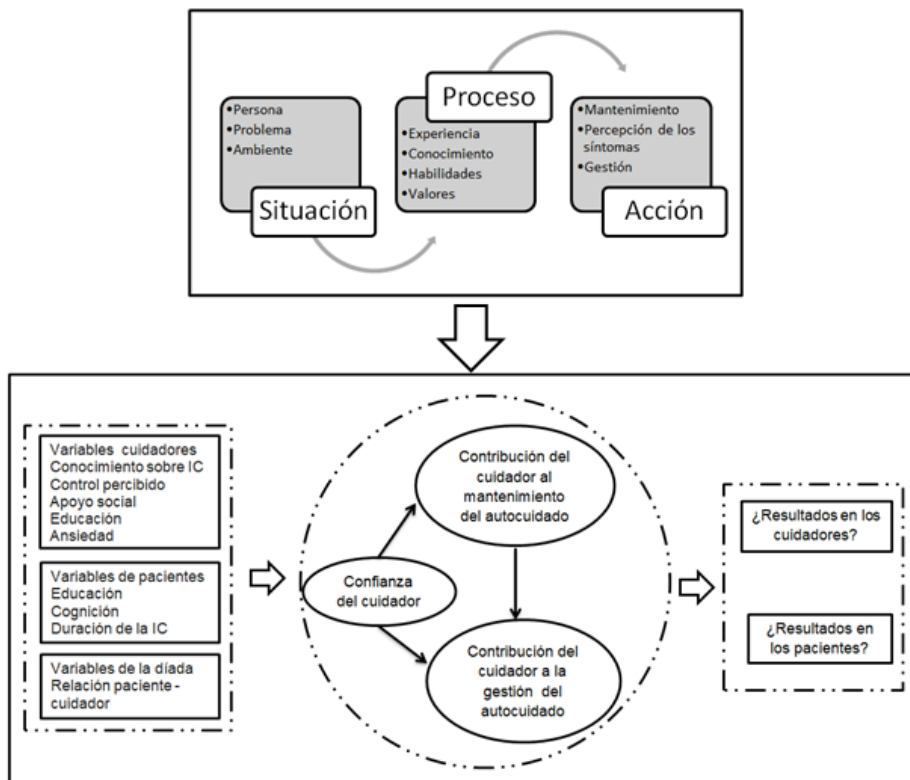 •Persona
•Problema
•Ambiente
Situación
Proceso
•Experiencia
•Conocimiento
•Habilidades
•Valores
•Mantenimiento
•Percepción de los
síntomas
•Gestión
Acción
Variables cuidadores
Conocimiento sobre IC
Control percibido
Apoyo social
Educación
Ansiedad
Variables de pacientes
Educación
Cognición
Duración de la IC
Variables de la díada
Relación paciente -
cuidador
Confianza
del cuidador
Contribución del
cuidador al
mantenimiento
del autocuidado
Contribución del
cuidador a la
gestión del
autocuidado
¿Resultados en los
cuidadores?
¿Resultados en
los pacientes?